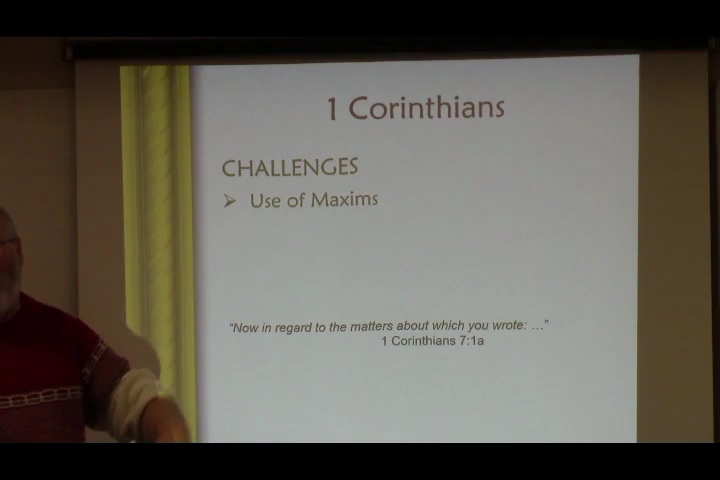 1 Corinthians
CHALLENGES
➢ Use of Maxims
"Now in regard to the matters about which you wrote: …"
1 Corinthians 7:1a